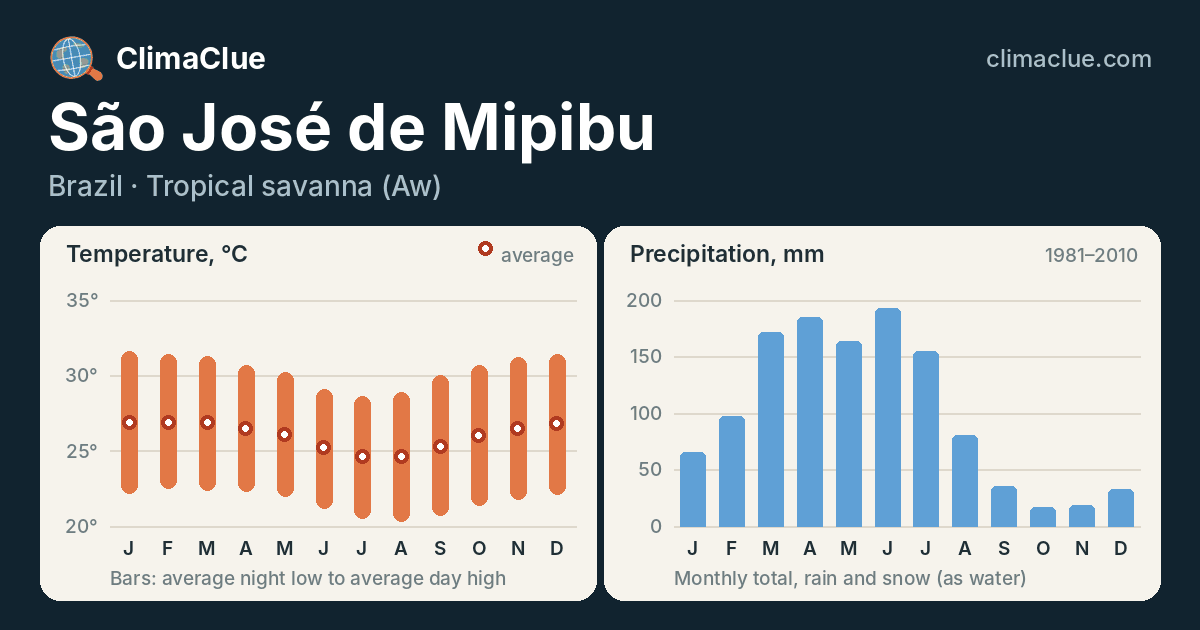 ClimaClue
climaclue.com
São José de Mipibu
Brazil · Tropical savanna (Aw)
Temperature, °C
average
35°
30°
25°
20°
J F M A M J J A S O N D
Bars: average night low to average day high
Precipitation, mm
1981–2010
200
150
100
50
0
J F M A M J J A S O N D
Monthly total, rain and snow (as water)